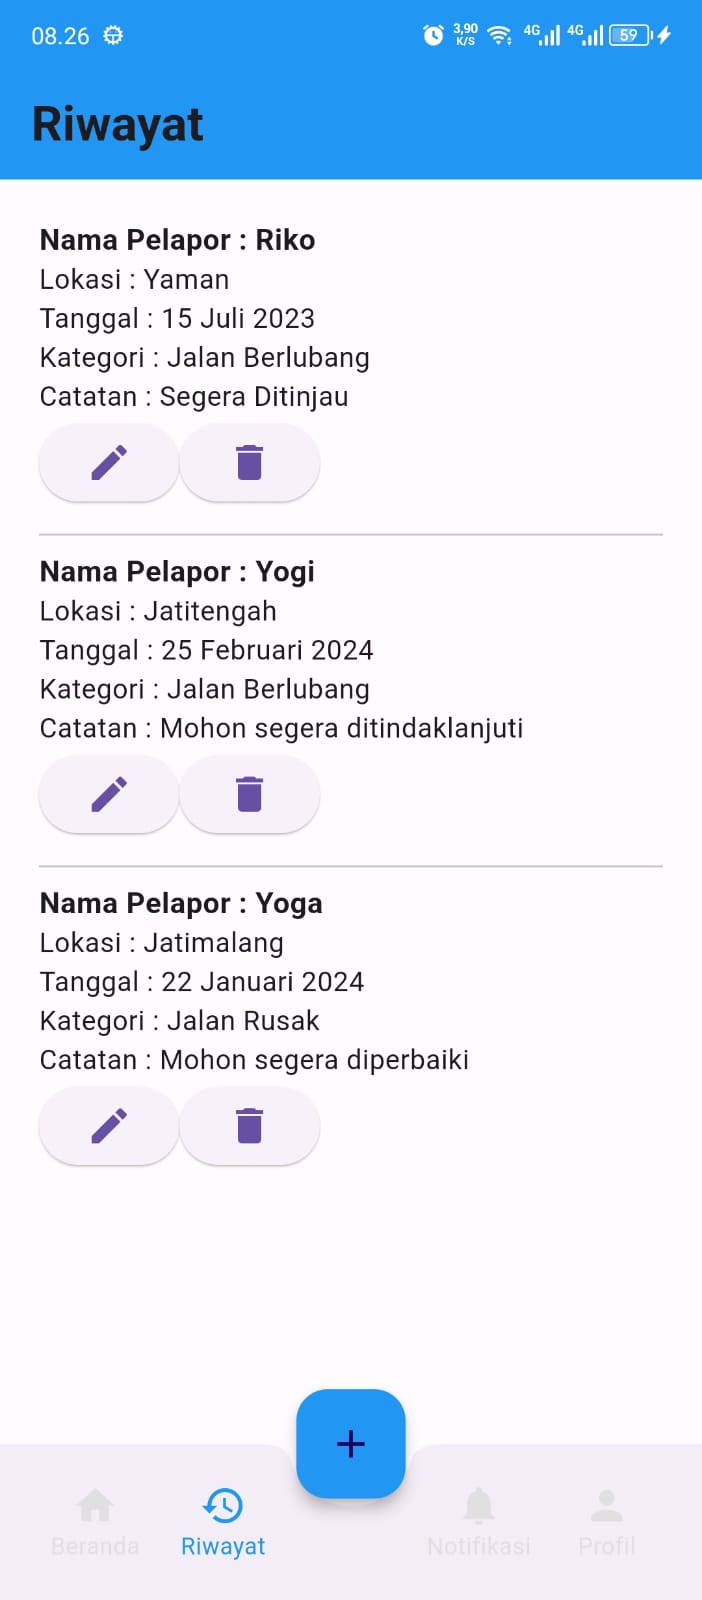 08.26
3,90
K/S
4G
4G
59
Riwayat
Nama Pelapor : Riko
Lokasi : Yaman
Tanggal : 15 Juli 2023
Kategori : Jalan Berlubang
Catatan : Segera Ditinjau
Nama Pelapor : Yogi
Lokasi : Jatitengah
Tanggal : 25 Februari 2024
Kategori : Jalan Berlubang
Catatan : Mohon segera ditindaklanjuti
Nama Pelapor : Yoga
Lokasi : Jatimalang
Tanggal : 22 Januari 2024
Kategori : Jalan Rusak
Catatan : Mohon segera diperbaiki
Beranda
Riwayat
Notifikasi
Profil